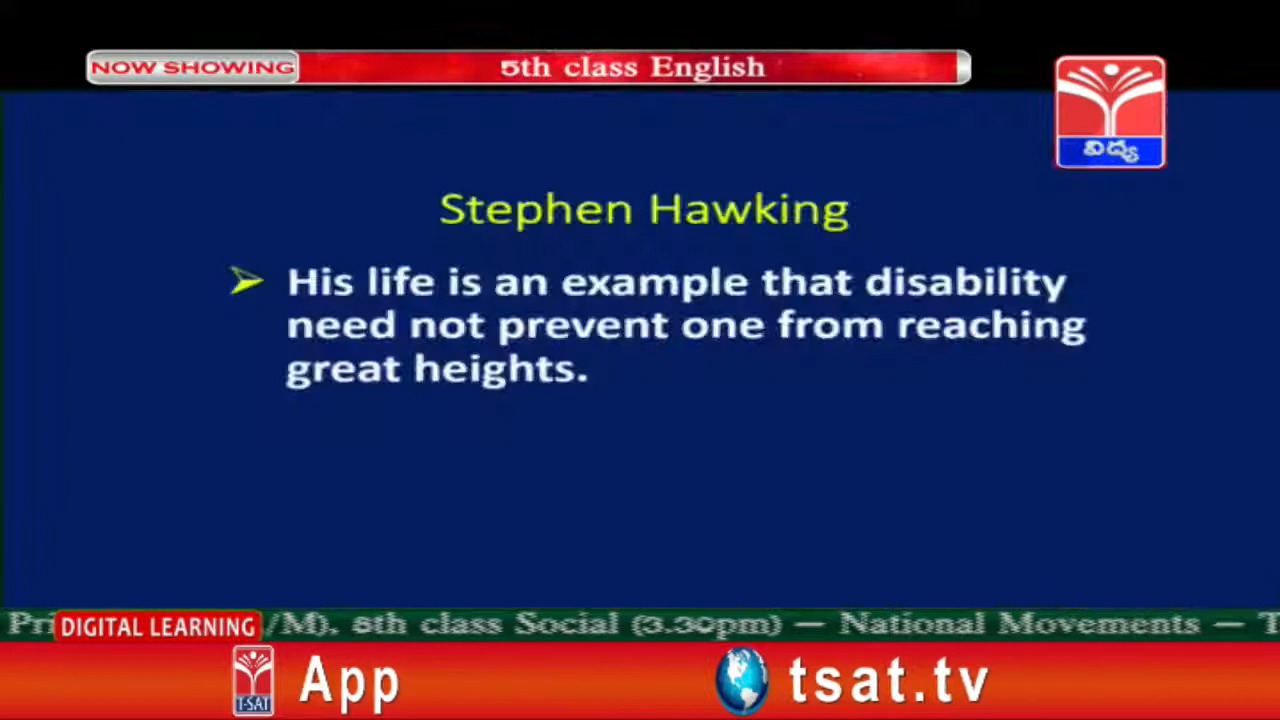 NOW SHOWING 5th class English
విద్య
Stephen Hawking
➢ His life is an example that disability
need not prevent one from reaching
great heights.
DIGITAL LEARNING /M), 8th class Social (3.30pm) — National Movements —
T-SAT App tsat.tv